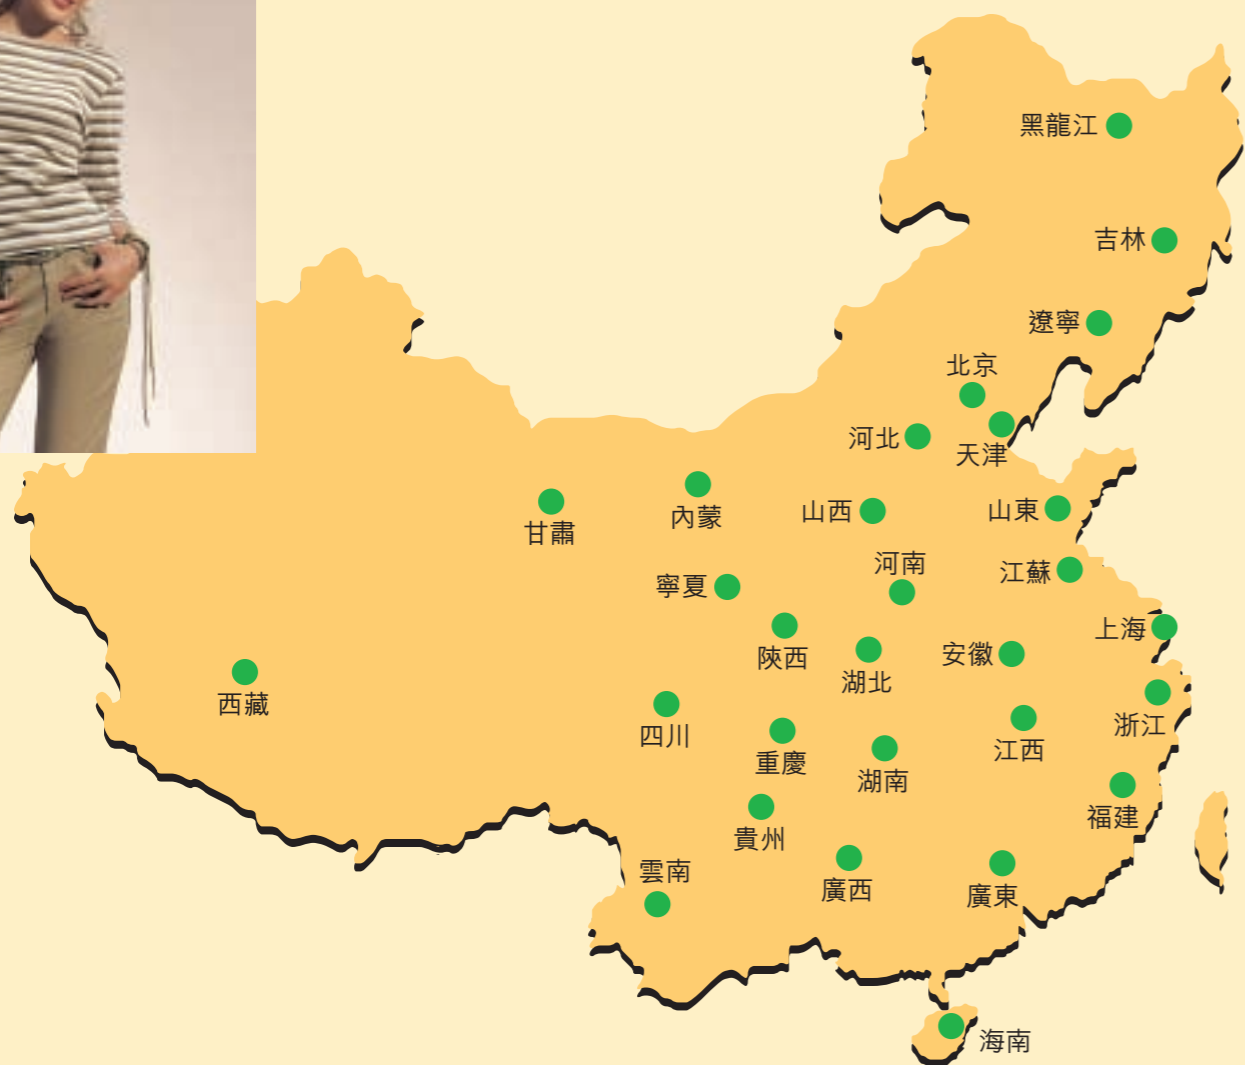 黑龍江
吉林
遼寧
北京
河北
天津
山西
山東
內蒙
甘肅
河南
江蘇
寧夏
上海
陝西
湖北
安徽
西藏
四川
浙江
重慶
江西
湖南
福建
貴州
雲南
廣西
廣東
海南